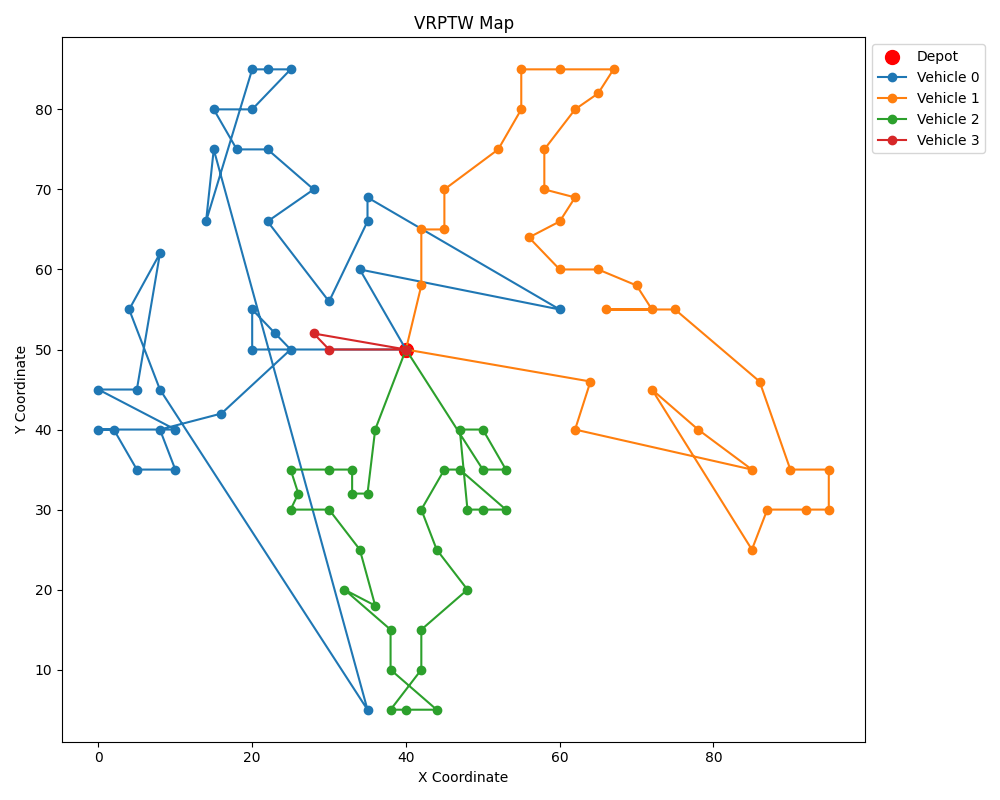 VRPTW Map
Depot
Vehicle 0
Vehicle 1
Vehicle 2
Vehicle 3
80
70
60
50
40
30
20
10
Y Coordinate
0 20 40 60 80
X Coordinate